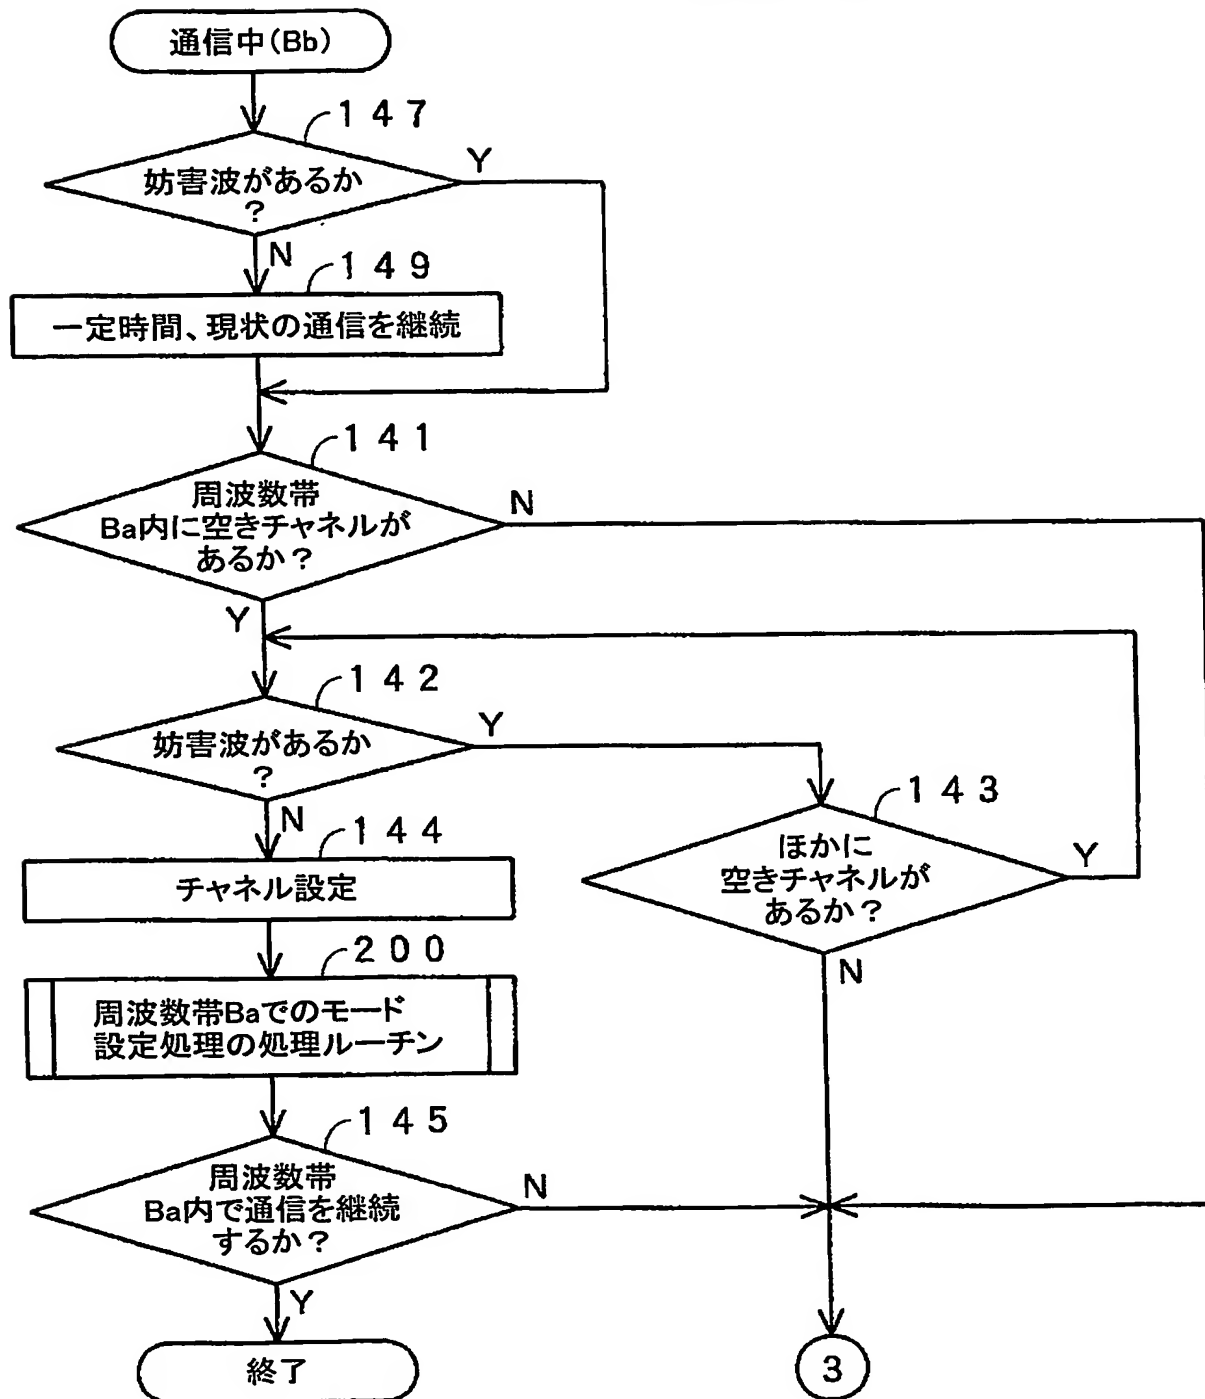 通信中(Bb)
147
妨害波があるか
?
Y
N
149
一定時間、現状の通信を継続
141
周波数帯
Ba内に空きチャネルが
あるか?
N
Y
142
妨害波があるか
?
Y
N
143
ほかに
空きチャネルが
あるか?
Y
N
144
チャネル設定
200
周波数帯Baでのモード
設定処理の処理ルーチン
145
周波数帯
Ba内で通信を継続
するか?
N
Y
終了
3